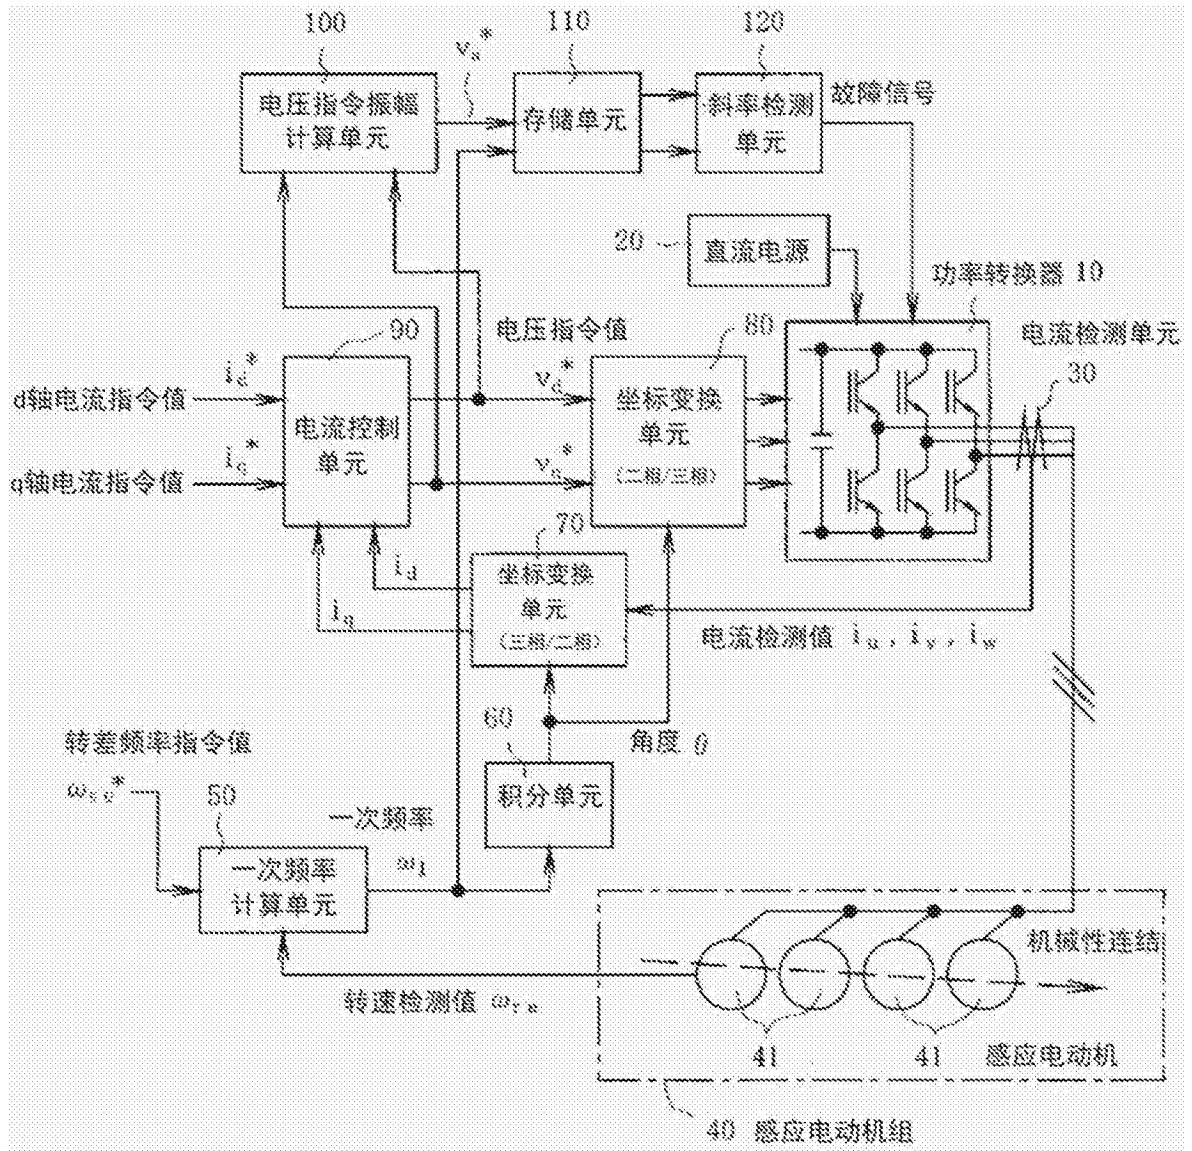 100
110
120
v_a*
电压指令振幅
计算单元
存储单元
斜率检测
单元
故障信号
20
直流电源
功率转换器 10
90
电压指令值
80
电流检测单元
30
i_d*
d轴电流指令值
电流控制
单元
v_d*
坐标变换
单元
(二相/三相)
i_q*
q轴电流指令值
v_q*
70
i_d
坐标变换
单元
(三相/二相)
i_q
电流检测值 i_u, i_v, i_w
60
角度 θ
转差频率指令值
50
积分单元
一次频率
ω_1
一次频率
计算单元
机械性连结
转速检测值 ω_re
41
41
感应电动机
40 感应电动机组